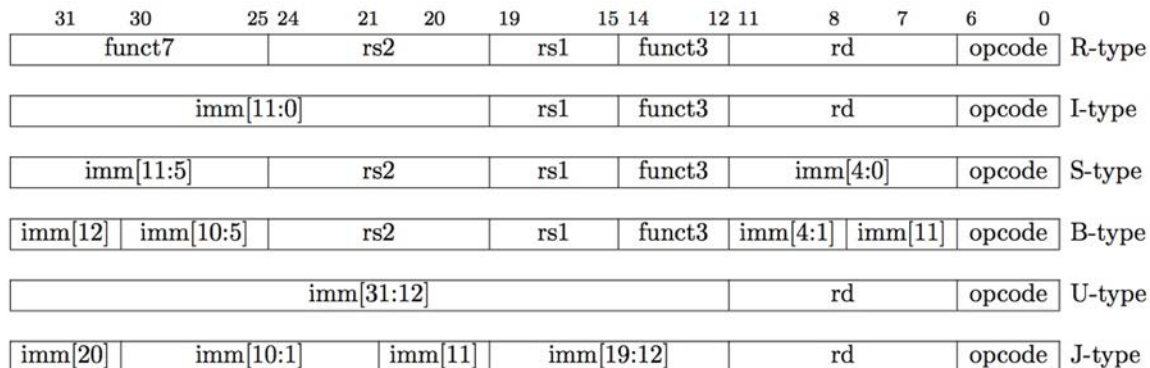 31 30 25 24 21 20 19 15 14 12 11 8 7 6 0
funct7 rs2 rs1 funct3 rd opcode R-type
imm[11:0] rs1 funct3 rd opcode I-type
imm[11:5] rs2 rs1 funct3 imm[4:0] opcode S-type
imm[12] imm[10:5] rs2 rs1 funct3 imm[4:1] imm[11] opcode B-type
imm[31:12] rd opcode U-type
imm[20] imm[10:1] imm[11] imm[19:12] rd opcode J-type